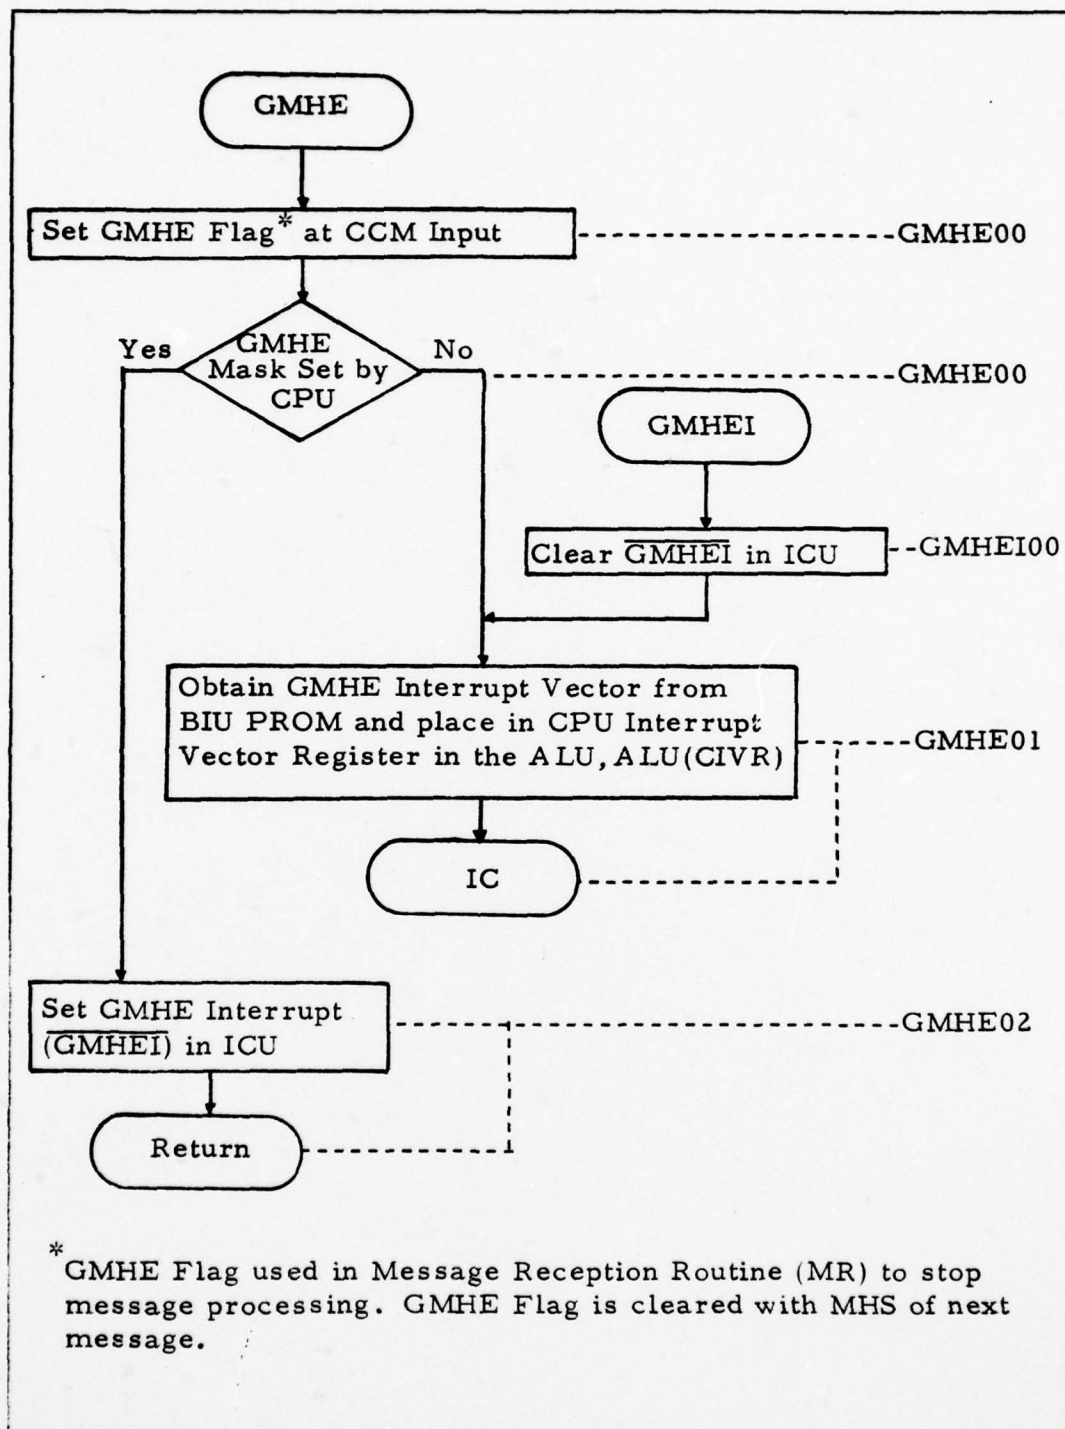 GMHE
Set GMHE Flag* at CCM Input
GMHE00
Yes
GMHE
Mask Set by
CPU
No
GMHE00
GMHEI
Clear G̅M̅H̅E̅I̅ in ICU
GMHEI00
Obtain GMHE Interrupt Vector from
BIU PROM and place in CPU Interrupt
Vector Register in the ALU, ALU(CIVR)
GMHE01
IC
Set GMHE Interrupt
(G̅M̅H̅E̅I̅) in ICU
GMHE02
Return
*GMHE Flag used in Message Reception Routine (MR) to stop
message processing. GMHE Flag is cleared with MHS of next
message.